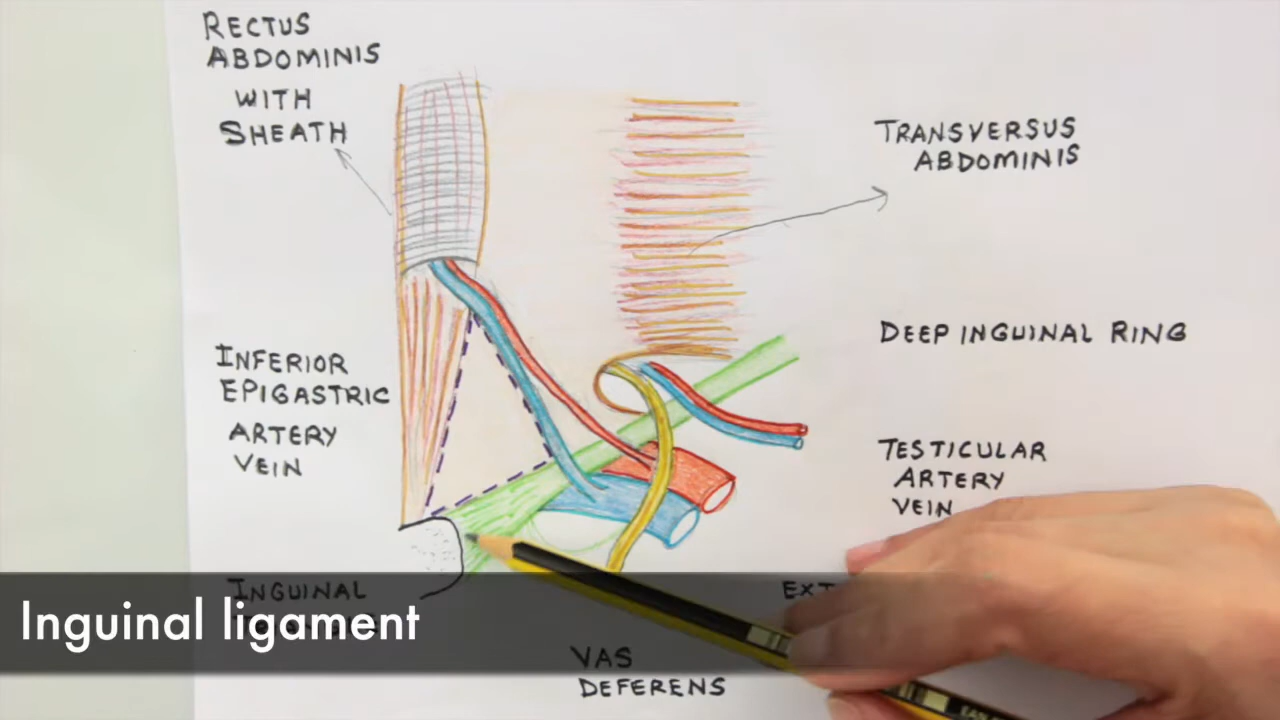 RECTUS
ABDOMINIS
WITH
SHEATH
TRANSVERSUS
ABDOMINIS
DEEP INGUINAL RING
INFERIOR
EPIGASTRIC
ARTERY
VEIN
TESTICULAR
ARTERY
VEIN
INGUINAL
Inguinal ligament
VAS
DEFERENS